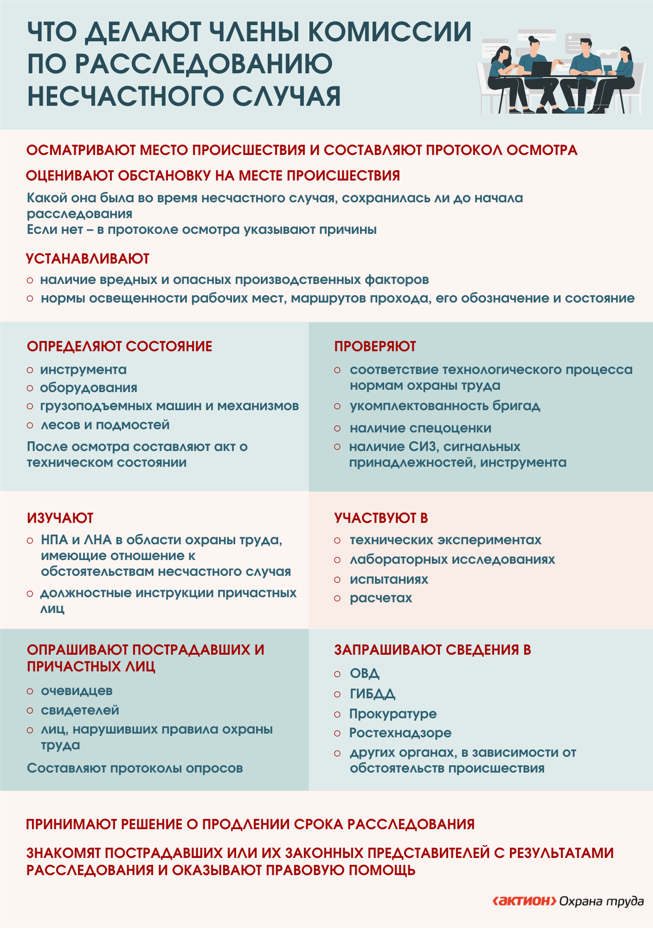 ЧТО ДЕЛАЮТ ЧЛЕНЫ КОМИССИИ
ПО РАССЛЕДОВАНИЮ
НЕСЧАСТНОГО СЛУЧАЯ
ОСМАТРИВАЮТ МЕСТО ПРОИСШЕСТВИЯ И СОСТАВЛЯЮТ ПРОТОКОЛ ОСМОТРА
ОЦЕНИВАЮТ ОБСТАНОВКУ НА МЕСТЕ ПРОИСШЕСТВИЯ
Какой она была во время несчастного случая, сохранилась ли до начала
расследования
Если нет – в протоколе осмотра указывают причины
УСТАНАВЛИВАЮТ
наличие вредных и опасных производственных факторов
нормы освещенности рабочих мест, маршрутов прохода, его обозначение и состояние
ОПРЕДЕЛЯЮТ СОСТОЯНИЕ
инструмента
оборудования
грузоподъемных машин и механизмов
лесов и подмостей
После осмотра составляют акт о
техническом состоянии
ПРОВЕРЯЮТ
соответствие технологического процесса
нормам охраны труда
укомплектованность бригад
наличие спецоценки
наличие СИЗ, сигнальных
принадлежностей, инструмента
ИЗУЧАЮТ
НПА и ЛНА в области охраны труда,
имеющие отношение к
обстоятельствам несчастного случая
должностные инструкции причастных
лиц
УЧАСТВУЮТ В
технических экспериментах
лабораторных исследованиях
испытаниях
расчетах
ОПРАШИВАЮТ ПОСТРАДАВШИХ И
ПРИЧАСТНЫХ ЛИЦ
очевидцев
свидетелей
лиц, нарушивших правила охраны
труда
Составляют протоколы опросов
ЗАПРАШИВАЮТ СВЕДЕНИЯ В
ОВД
ГИБДД
Прокуратуре
Ростехнадзоре
других органах, в зависимости от
обстоятельств происшествия
ПРИНИМАЮТ РЕШЕНИЕ О ПРОДЛЕНИИ СРОКА РАССЛЕДОВАНИЯ
ЗНАКОМЯТ ПОСТРАДАВШИХ ИЛИ ИХ ЗАКОННЫХ ПРЕДСТАВИТЕЛЕЙ С РЕЗУЛЬТАТАМИ
РАССЛЕДОВАНИЯ И ОКАЗЫВАЮТ ПРАВОВУЮ ПОМОЩЬ
‹актион› Охрана труда